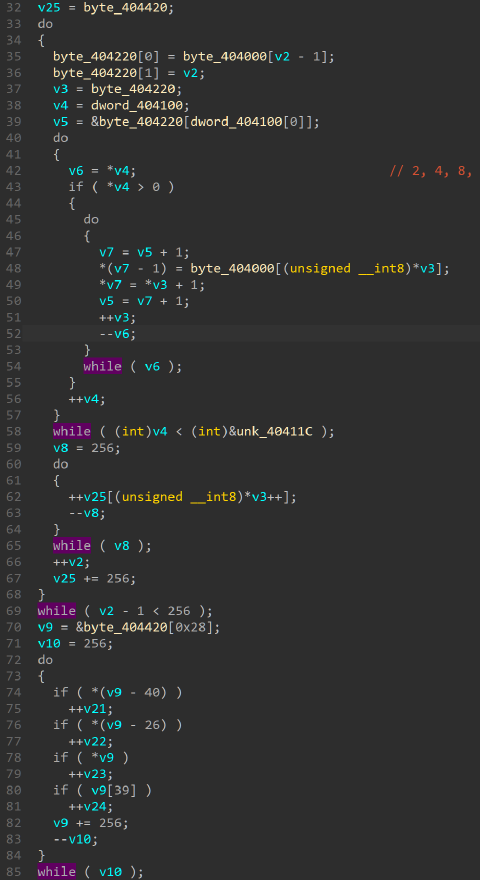 32 v25 = byte_404420;
33 do
34 {
35 byte_404220[0] = byte_404000[v2 - 1];
36 byte_404220[1] = v2;
37 v3 = byte_404220;
38 v4 = dword_404100;
39 v5 = &byte_404220[dword_404100[0]];
40 do
41 {
42 v6 = *v4; // 2, 4, 8,
43 if ( *v4 > 0 )
44 {
45 do
46 {
47 v7 = v5 + 1;
48 *(v7 - 1) = byte_404000[(unsigned __int8)*v3];
49 *v7 = *v3 + 1;
50 v5 = v7 + 1;
51 ++v3;
52 --v6;
53 }
54 while ( v6 );
55 }
56 ++v4;
57 }
58 while ( (int)v4 < (int)&unk_40411C );
59 v8 = 256;
60 do
61 {
62 ++v25[(unsigned __int8)*v3++];
63 --v8;
64 }
65 while ( v8 );
66 ++v2;
67 v25 += 256;
68 }
69 while ( v2 - 1 < 256 );
70 v9 = &byte_404420[0x28];
71 v10 = 256;
72 do
73 {
74 if ( *(v9 - 40) )
75 ++v21;
76 if ( *(v9 - 26) )
77 ++v22;
78 if ( *v9 )
79 ++v23;
80 if ( v9[39] )
81 ++v24;
82 v9 += 256;
83 --v10;
84 }
85 while ( v10 );